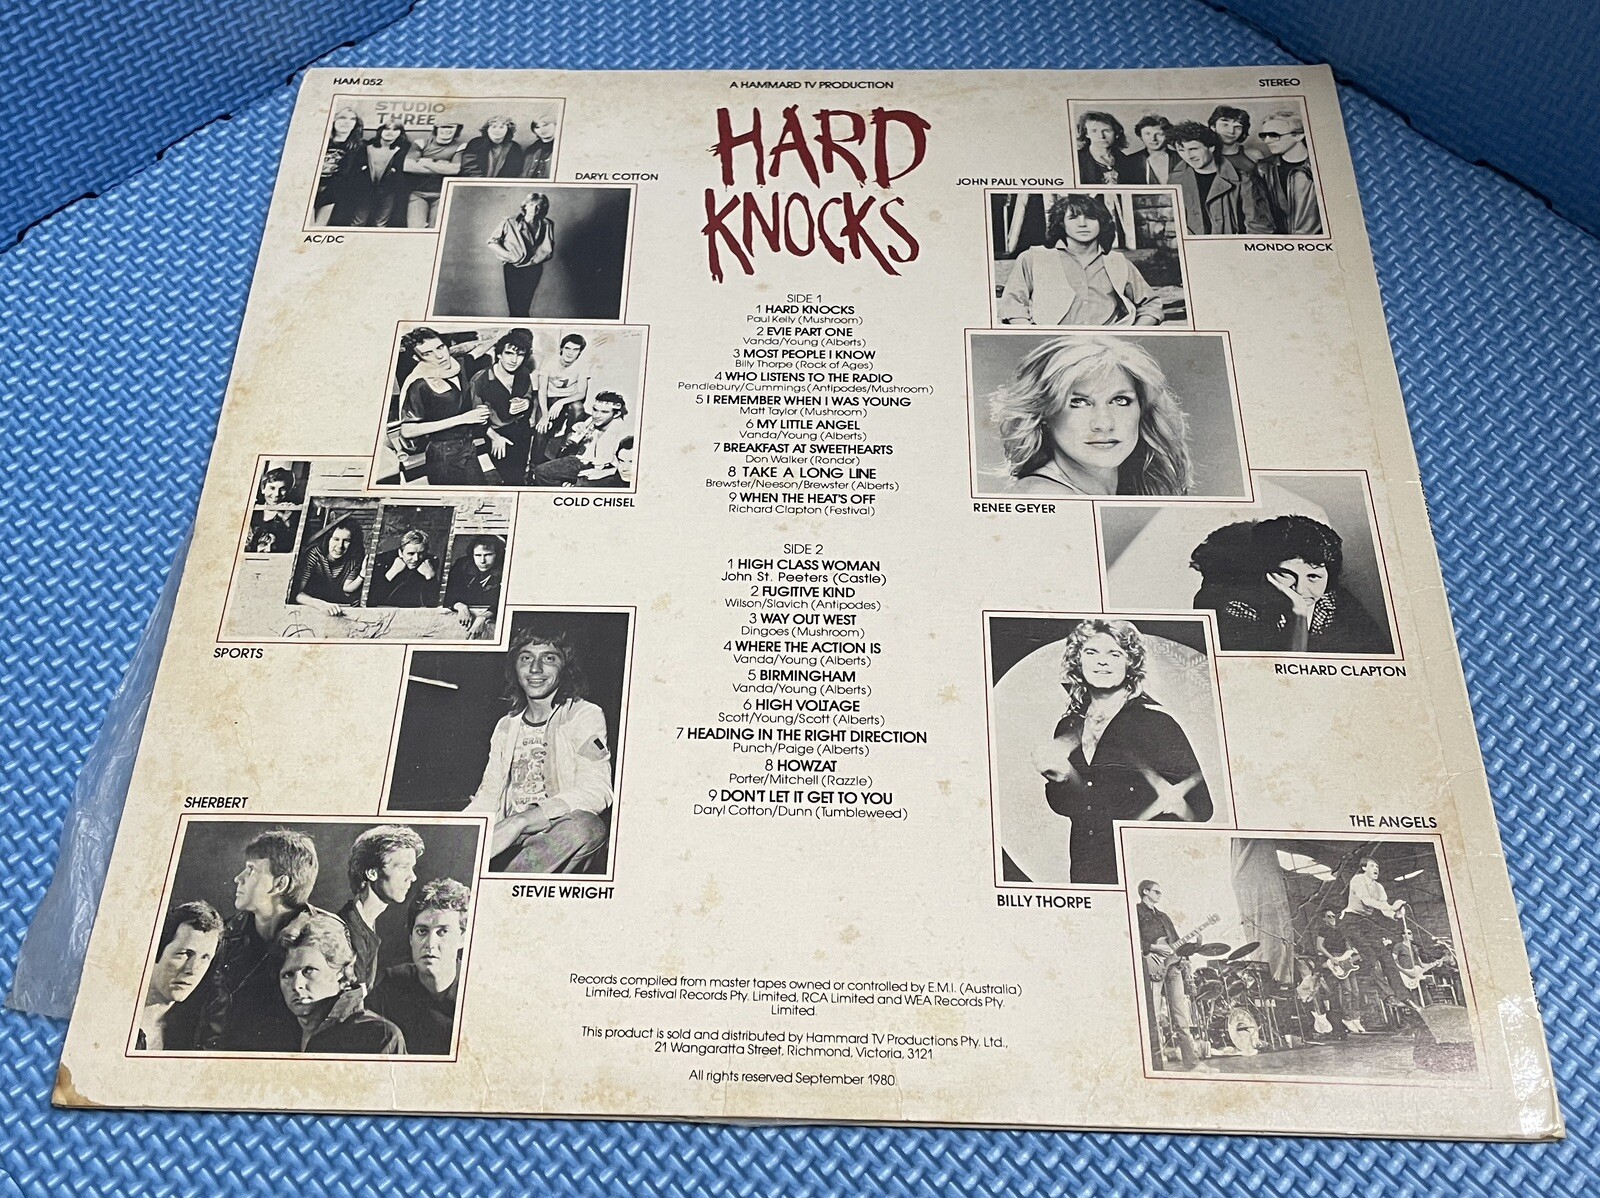 HAM 052
A HAMMARD TV PRODUCTION
STEREO
HARD
KNOCKS
STUDIO
THREE
AC/DC
DARYL COTTON
COLD CHISEL
SPORTS
STEVIE WRIGHT
SHERBERT
JOHN PAUL YOUNG
MONDO ROCK
RENEE GEYER
RICHARD CLAPTON
BILLY THORPE
THE ANGELS
SIDE 1
1 HARD KNOCKS
Paul Kelly (Mushroom)
2 EVIE PART ONE
Vanda/Young (Alberts)
3 MOST PEOPLE I KNOW
Billy Thorpe (Rock of Ages)
4 WHO LISTENS TO THE RADIO
Pendlebury/Cummings (Antipodes/Mushroom)
5 I REMEMBER WHEN I WAS YOUNG
Matt Taylor (Mushroom)
6 MY LITTLE ANGEL
Vanda/Young (Alberts)
7 BREAKFAST AT SWEETHEARTS
Don Walker (Rondor)
8 TAKE A LONG LINE
Brewster/Neeson/Brewster (Alberts)
9 WHEN THE HEAT'S OFF
Richard Clapton (Festival)
SIDE 2
1 HIGH CLASS WOMAN
John St. Peeters (Castle)
2 FUGITIVE KIND
Wilson/Slavich (Antipodes)
3 WAY OUT WEST
Dingoes (Mushroom)
4 WHERE THE ACTION IS
Vanda/Young (Alberts)
5 BIRMINGHAM
Vanda/Young (Alberts)
6 HIGH VOLTAGE
Scott/Young/Scott (Alberts)
7 HEADING IN THE RIGHT DIRECTION
Punch/Paige (Alberts)
8 HOWZAT
Porter/Mitchell (Razzle)
9 DON'T LET IT GET TO YOU
Daryl Cotton/Dunn (Tumbleweed)
Records compiled from master tapes owned or controlled by E.M.I. (Australia)
Limited, Festival Records Pty. Limited, RCA Limited and WEA Records Pty.
Limited.
This product is sold and distributed by Hammard TV Productions Pty. Ltd.,
21 Wangaratta Street, Richmond, Victoria, 3121
All rights reserved September 1980.